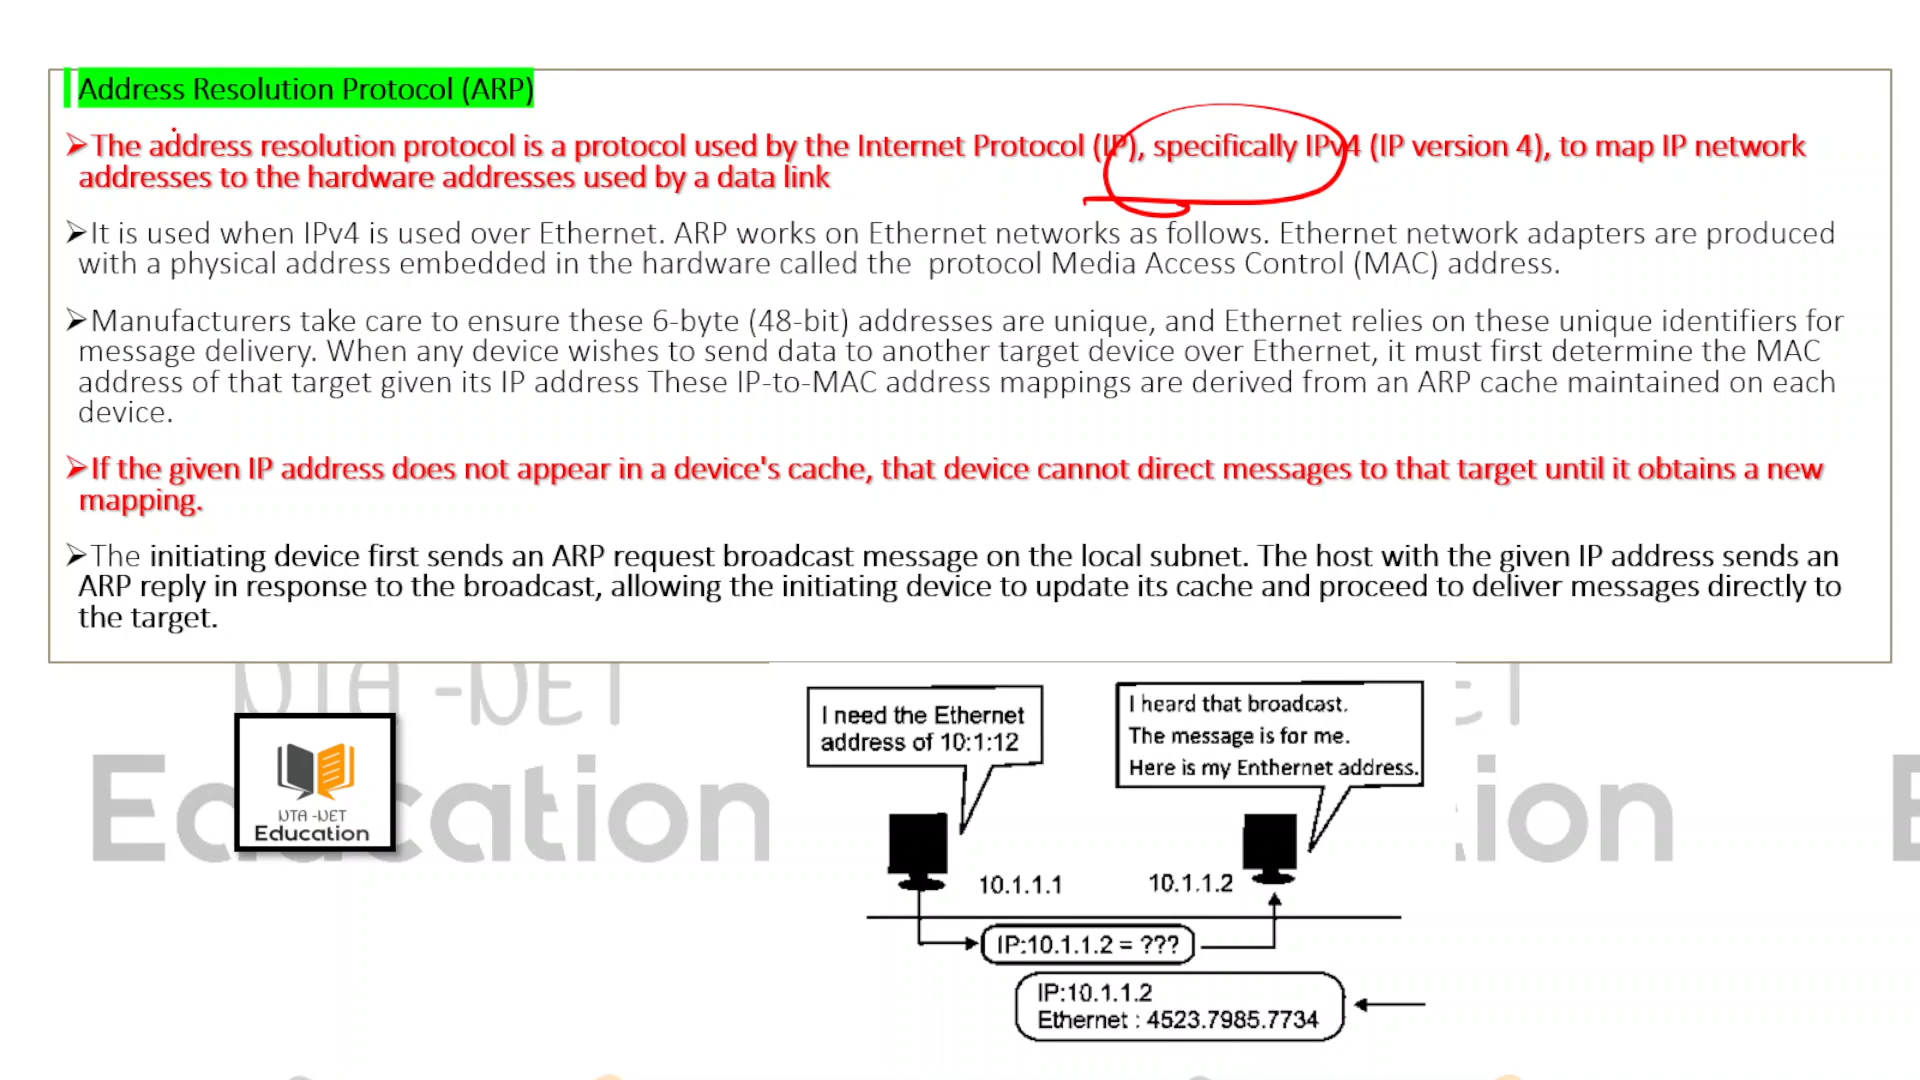 Address Resolution Protocol (ARP)
➢The address resolution protocol is a protocol used by the Internet Protocol (IP), specifically IPv4 (IP version 4), to map IP network
addresses to the hardware addresses used by a data link
➢It is used when IPv4 is used over Ethernet. ARP works on Ethernet networks as follows. Ethernet network adapters are produced
with a physical address embedded in the hardware called the protocol Media Access Control (MAC) address.
➢Manufacturers take care to ensure these 6-byte (48-bit) addresses are unique, and Ethernet relies on these unique identifiers for
message delivery. When any device wishes to send data to another target device over Ethernet, it must first determine the MAC
address of that target given its IP address These IP-to-MAC address mappings are derived from an ARP cache maintained on each
device.
➢If the given IP address does not appear in a device's cache, that device cannot direct messages to that target until it obtains a new
mapping.
➢The initiating device first sends an ARP request broadcast message on the local subnet. The host with the given IP address sends an
ARP reply in response to the broadcast, allowing the initiating device to update its cache and proceed to deliver messages directly to
the target.
NTA -NET
Education
NTA -NET
Education
I need the Ethernet
address of 10:1:12
I heard that broadcast.
The message is for me.
Here is my Enthernet address.
10.1.1.1
10.1.1.2
IP:10.1.1.2 = ???
IP:10.1.1.2
Ethernet : 4523.7985.7734